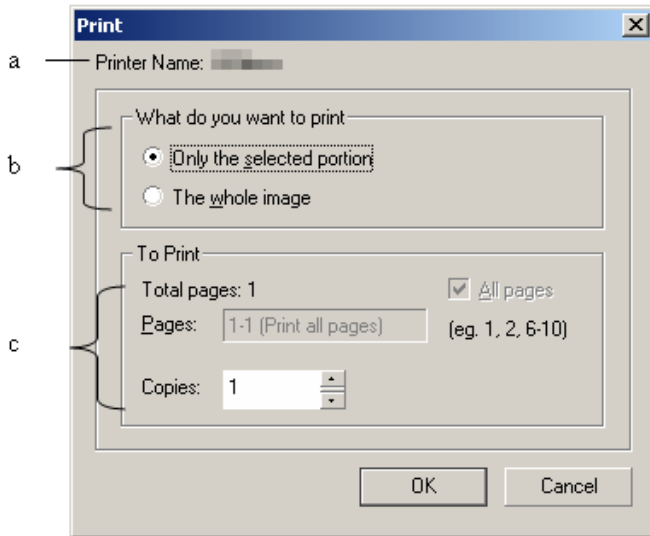 Print
a
Printer Name:
b
What do you want to print
Only the selected portion
The whole image
c
To Print
Total pages: 1
All pages
Pages: 1-1 (Print all pages) (eg. 1, 2, 6-10)
Copies: 1
OK Cancel